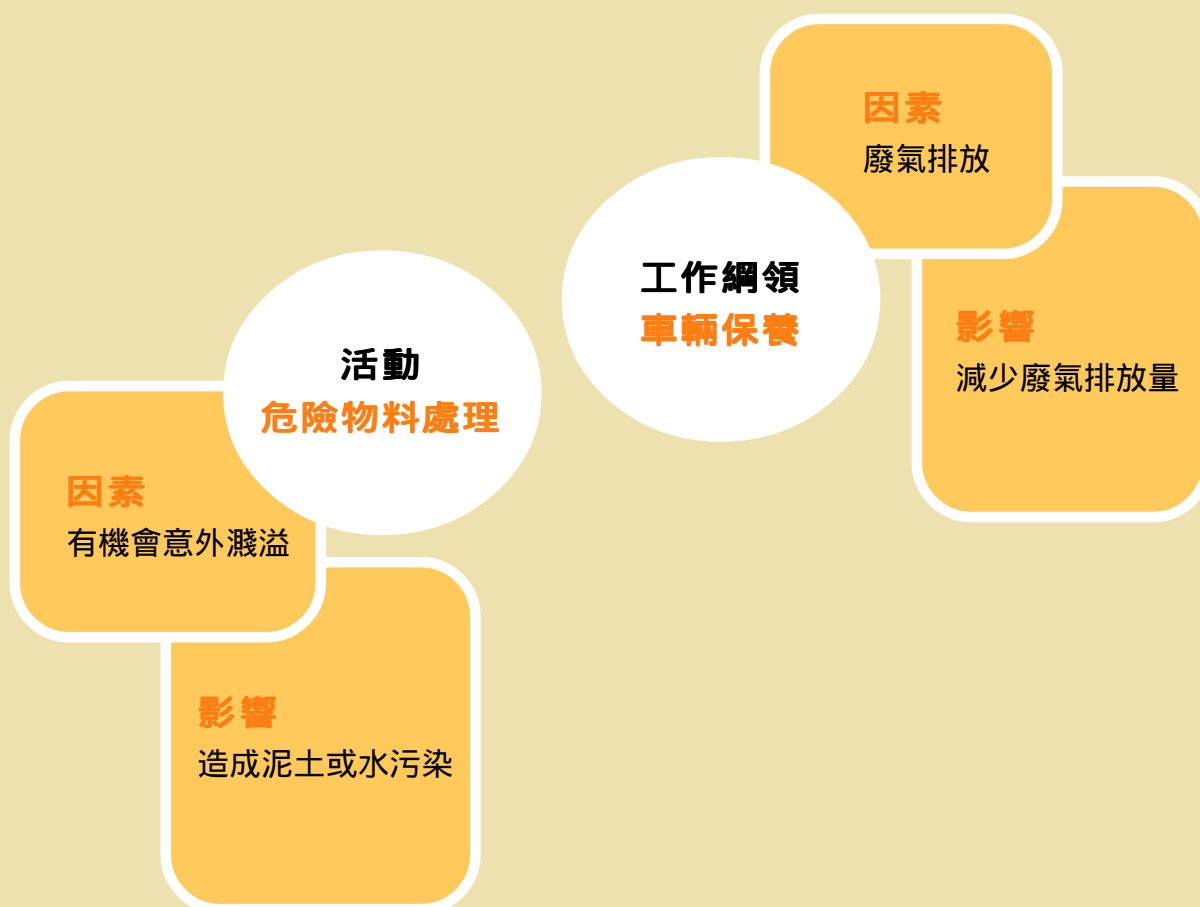 活動
危險物料處理
因素
有機會意外濺溢
影響
造成泥土或水污染
工作綱領
車輛保養
因素
廢氣排放
影響
減少廢氣排放量